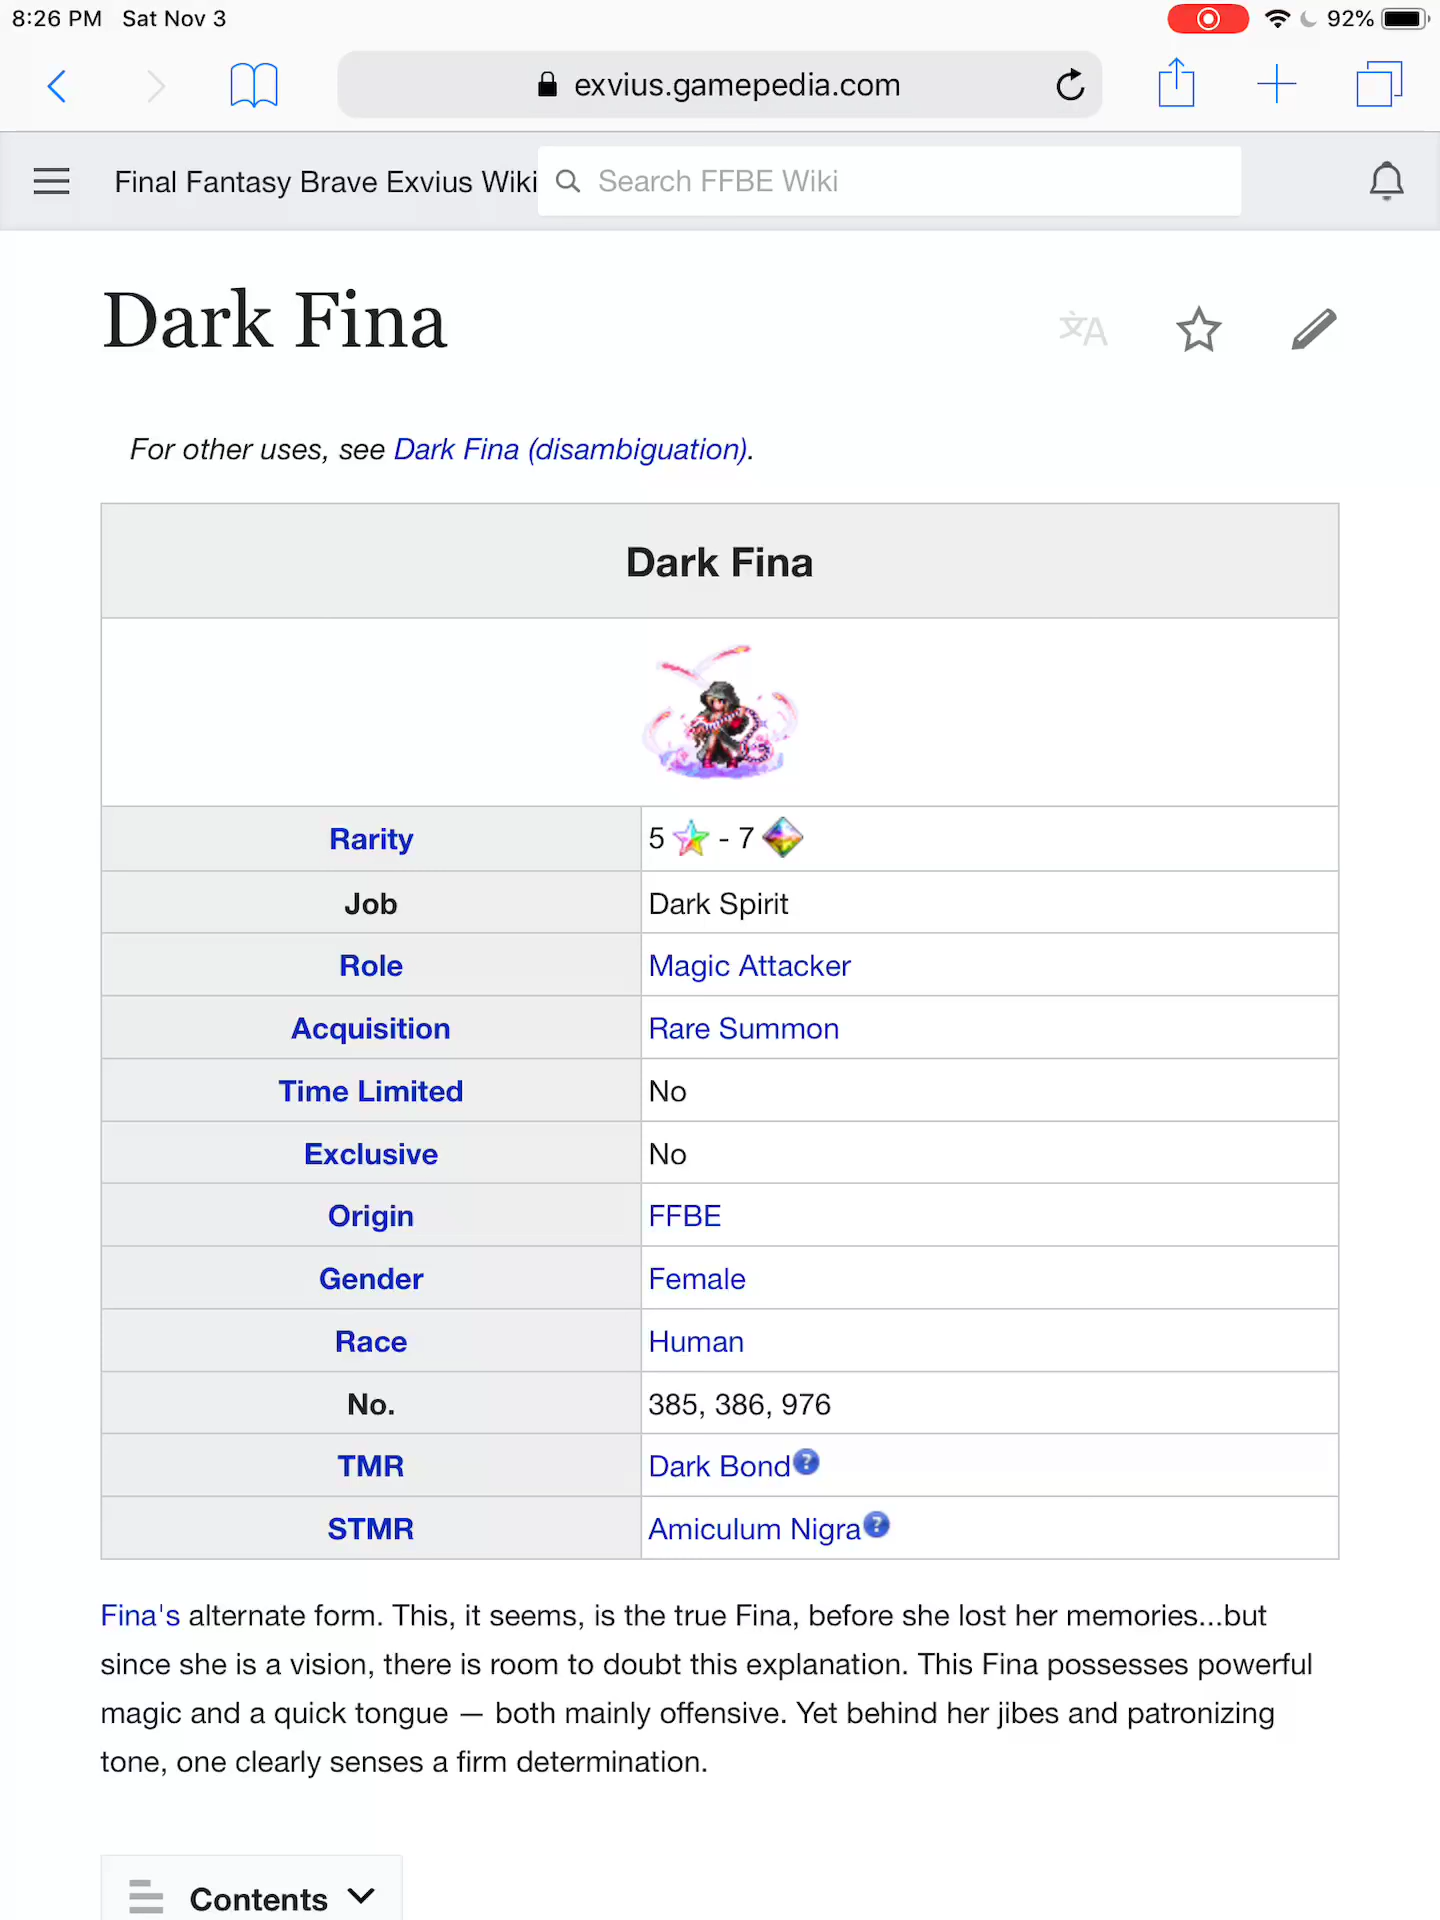 8:26 PM Sat Nov 3 92%
exvius.gamepedia.com
Final Fantasy Brave Exvius Wiki Search FFBE Wiki
Dark Fina
For other uses, see Dark Fina (disambiguation).
Dark Fina
Rarity 5 - 7
Job Dark Spirit
Role Magic Attacker
Acquisition Rare Summon
Time Limited No
Exclusive No
Origin FFBE
Gender Female
Race Human
No. 385, 386, 976
TMR Dark Bond?
STMR Amiculum Nigra?
Fina's alternate form. This, it seems, is the true Fina, before she lost her memories...but
since she is a vision, there is room to doubt this explanation. This Fina possesses powerful
magic and a quick tongue — both mainly offensive. Yet behind her jibes and patronizing
tone, one clearly senses a firm determination.
Contents